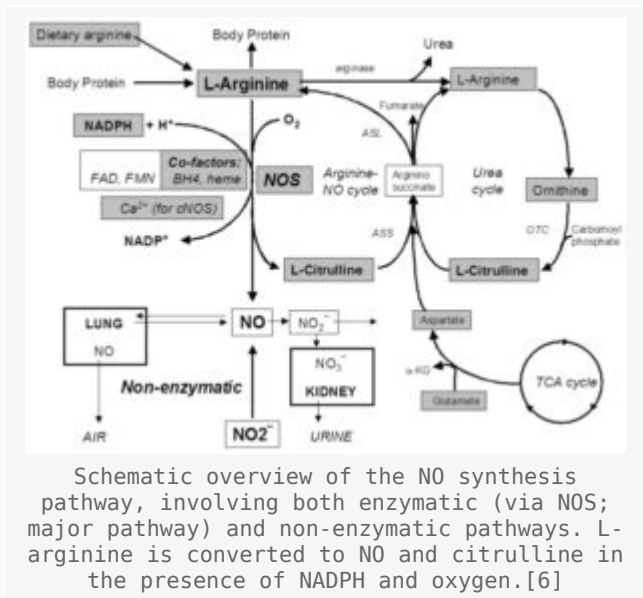 Dietary arginine
Body Protein
Urea
Body Protein
L-Arginine
arginase
L-Arginine
Fumarate
NADPH + H⁺
O₂
ASL
Co-factors:
FAD, FMN
BH4, heme
NOS
Arginine-
NO cycle
Arginino
succinate
Urea
cycle
Ornithine
Ca²⁺ (for cNOS)
NADP⁺
ASS
OTC
Carbomoyl
phosphate
L-Citrulline
L-Citrulline
LUNG
NO
NO
NO₂⁻
Aspartate
NO₃⁻
KIDNEY
α-KG
TCA cycle
Non-enzymatic
Glutamate
AIR
NO2⁻
URINE
Schematic overview of the NO synthesis
pathway, involving both enzymatic (via NOS;
major pathway) and non-enzymatic pathways. L-
arginine is converted to NO and citrulline in
the presence of NADPH and oxygen.[6]